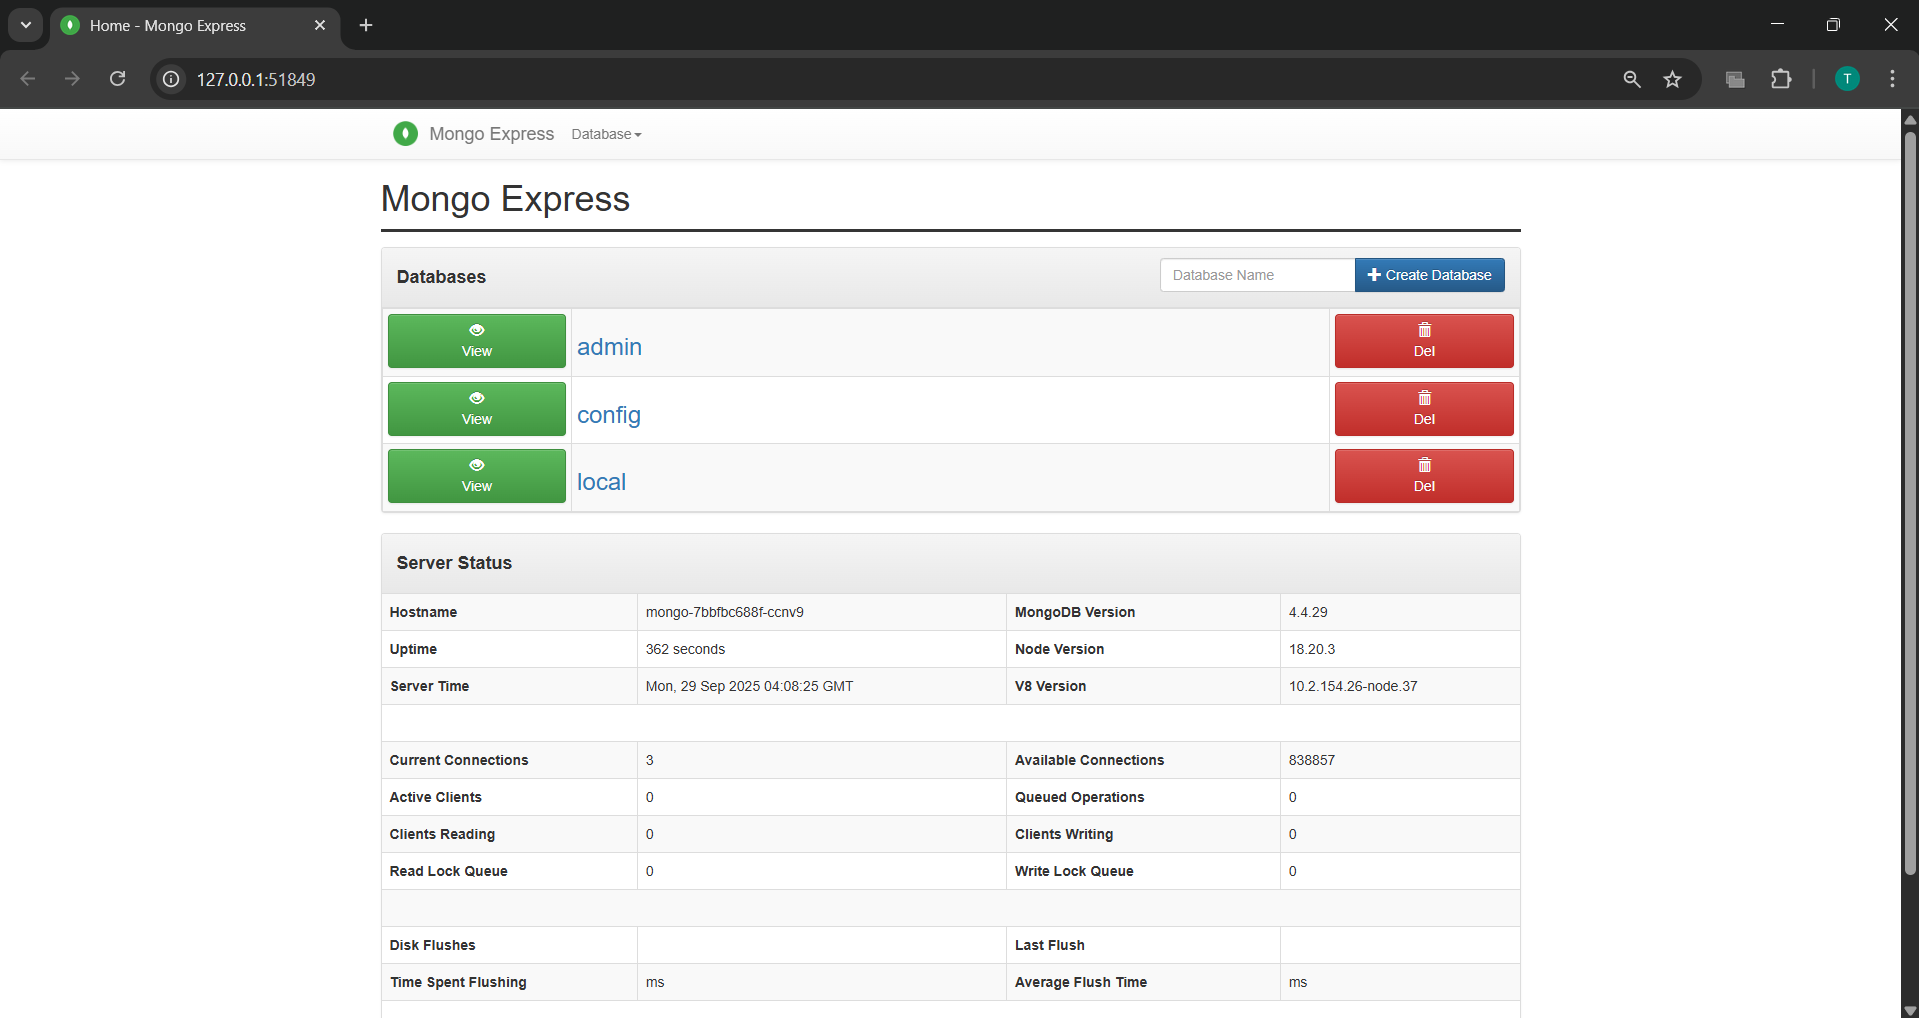 Home - Mongo Express
127.0.0.1:51849
T
Mongo Express Database
Mongo Express
Databases
Database Name
Create Database
View admin Del
View config Del
View local Del
Server Status
Hostname mongo-7bbfbc688f-ccnv9 MongoDB Version 4.4.29
Uptime 362 seconds Node Version 18.20.3
Server Time Mon, 29 Sep 2025 04:08:25 GMT V8 Version 10.2.154.26-node.37
Current Connections 3 Available Connections 838857
Active Clients 0 Queued Operations 0
Clients Reading 0 Clients Writing 0
Read Lock Queue 0 Write Lock Queue 0
Disk Flushes Last Flush
Time Spent Flushing ms Average Flush Time ms